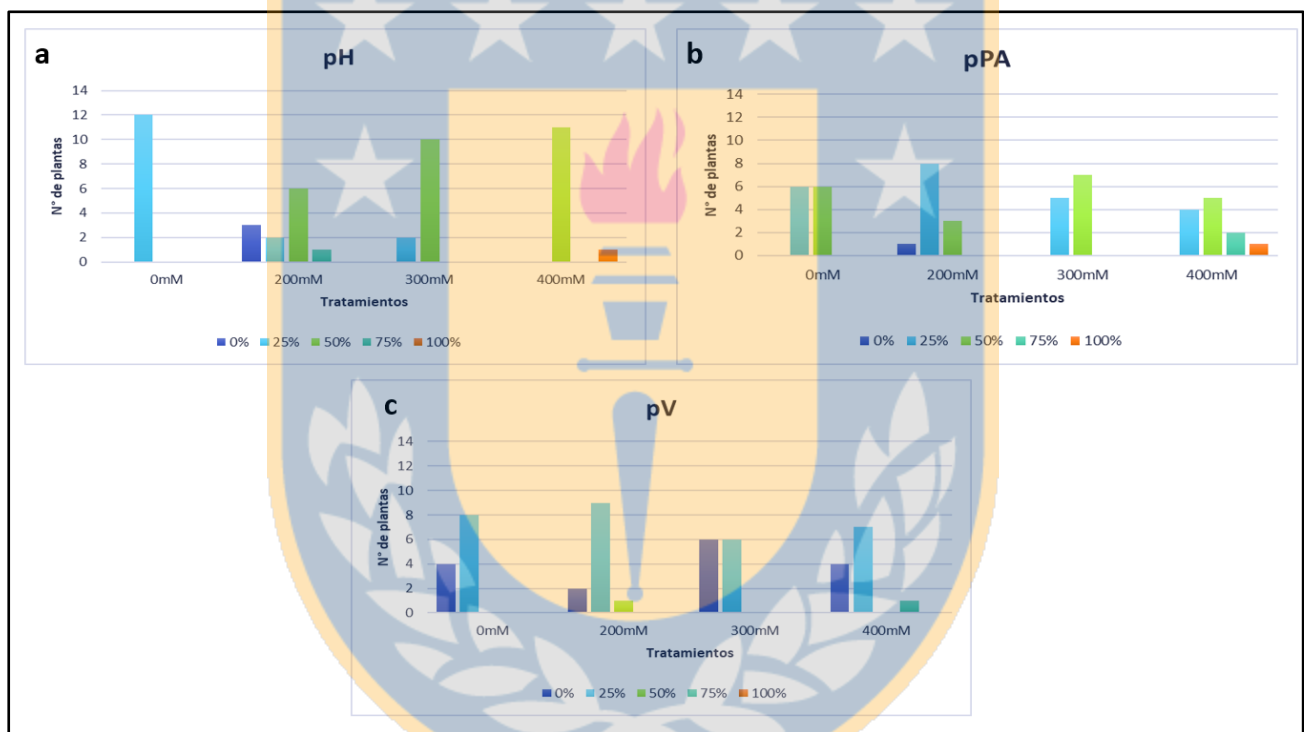 a
pH
14
12
10
8
6
4
2
0
N° de plantas
0mM 200mM 300mM 400mM
Tratamientos
0% 25% 50% 75% 100%
b
pPA
14
12
10
8
6
4
2
0
N° de plantas
0mM 200mM 300mM 400mM
Tratamientos
0% 25% 50% 75% 100%
c
pV
14
12
10
8
6
4
2
0
N° de plantas
0mM 200mM 300mM 400mM
Tratamientos
0% 25% 50% 75% 100%